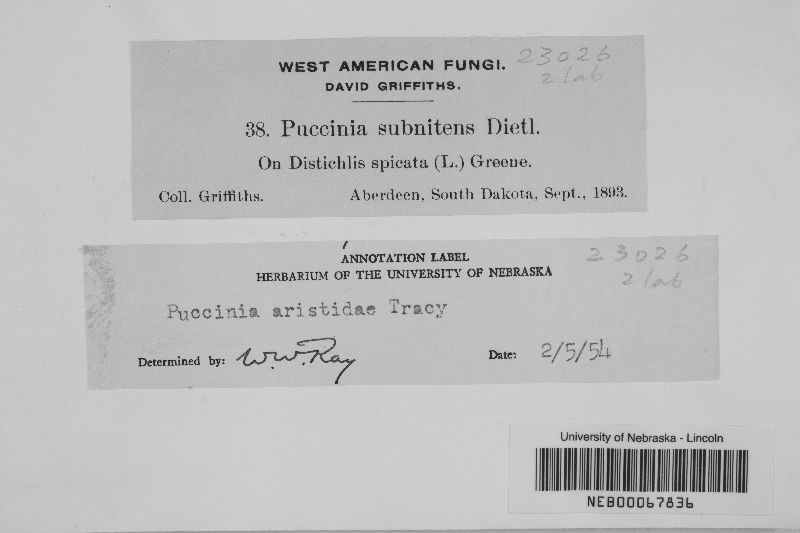 WEST AMERICAN FUNGI. 23026
DAVID GRIFFITHS. 2 lab
38. Puccinia subnitens Dietl.
On Distichlis spicata (L.) Greene.
Coll. Griffiths. Aberdeen, South Dakota, Sept., 1893.
ANNOTATION LABEL 23026
HERBARIUM OF THE UNIVERSITY OF NEBRASKA 2 lab
Puccinia aristidae Tracy
Determined by: W.W. Ray Date: 2/5/54
University of Nebraska - Lincoln
NEB00067836